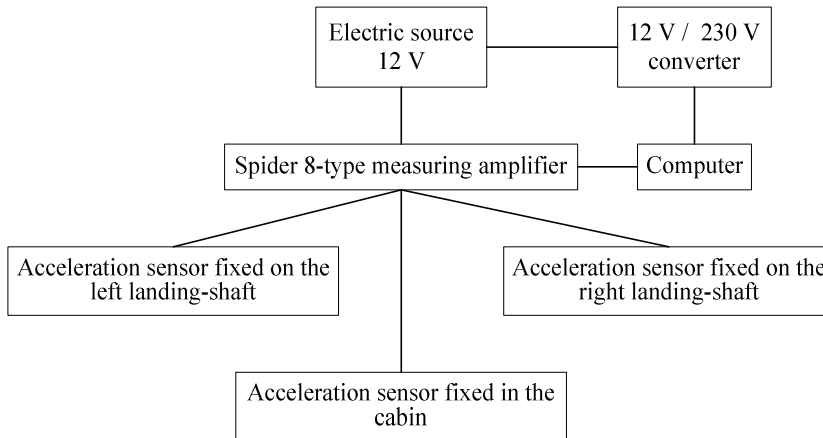 Electric source
12 V
12 V / 230 V
converter
Spider 8-type measuring amplifier
Computer
Acceleration sensor fixed on the
left landing-shaft
Acceleration sensor fixed on the
right landing-shaft
Acceleration sensor fixed in the
cabin